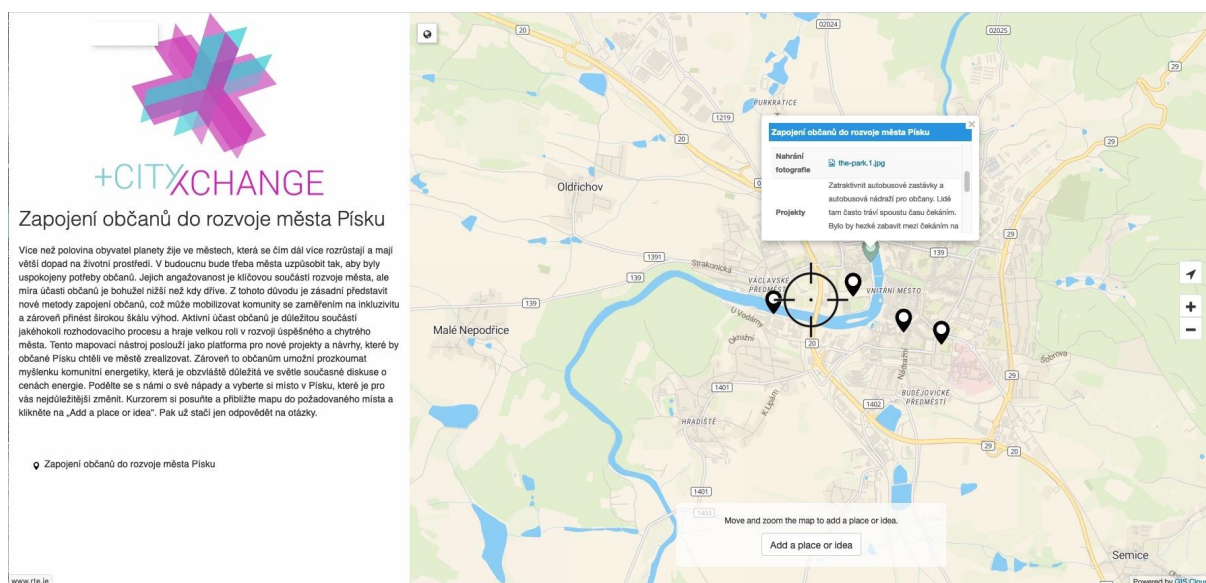 +CITYXCHANGE
Zapojení občanů do rozvoje města Písku
Více než polovina obyvatel planety žije ve městech, která se čím dál více rozrůstají a mají
větší dopad na životní prostředí. V budoucnu bude třeba města uzpůsobit tak, aby byly
uspokojeny potřeby občanů. Jejich angažovanost je klíčovou součástí rozvoje města, ale
míra účasti občanů je bohužel nižší než kdy dříve. Z tohoto důvodu je zásadní představit
nové metody zapojení občanů, což může mobilizovat komunity se zaměřením na inkluzivitu
a zároveň přinést širokou škálu výhod. Aktivní účast občanů je důležitou součástí
jakéhokoli rozhodovacího procesu a hraje velkou roli v rozvoji úspěšného a chytrého
města. Tento mapovací nástroj poslouží jako platforma pro nové projekty a návrhy, které by
občané Písku chtěli ve městě zrealizovat. Zároveň to občanům umožní prozkoumat
myšlenku komunitní energetiky, která je obzvláště důležitá ve světle současné diskuse o
cenách energie. Podělte se s námi o své nápady a vyberte si místo v Písku, které je pro
vás nejdůležitější změnit. Kurzorem si posuňte a přibližte mapu do požadovaného místa a
klikněte na „Add a place or idea“. Pak už stačí jen odpovědět na otázky.
Zapojení občanů do rozvoje města Písku
www.rte.ie
20
02024
02025
29
PURKRATICE
1219
20
29
Zapojení občanů do rozvoje města Písku
Nahrání
fotografie
the-park.1.jpg
Projekty
Zatraktivnit autobusové zastávky a
autobusová nádraží pro občany. Lidé
tam často tráví spoustu času čekáním.
Bylo by hezké zabavit mezi čekáním na
Oldřichov
1391
Strakonická
139
139
139
VÁCLAVSKÉ
PŘEDMĚSTÍ
VNITŘNÍ MĚSTO
U Vodárny
Malé Nepodřice
Okružní
20
Nádražní
Sobrova
29
1401
K Lipám
BUDĚJOVICKÉ
PŘEDMĚSTÍ
1402
HRADIŠTĚ
29
20
1401
1403
Move and zoom the map to add a place or idea.
Add a place or idea
Semice
Powered by GIS Cloud